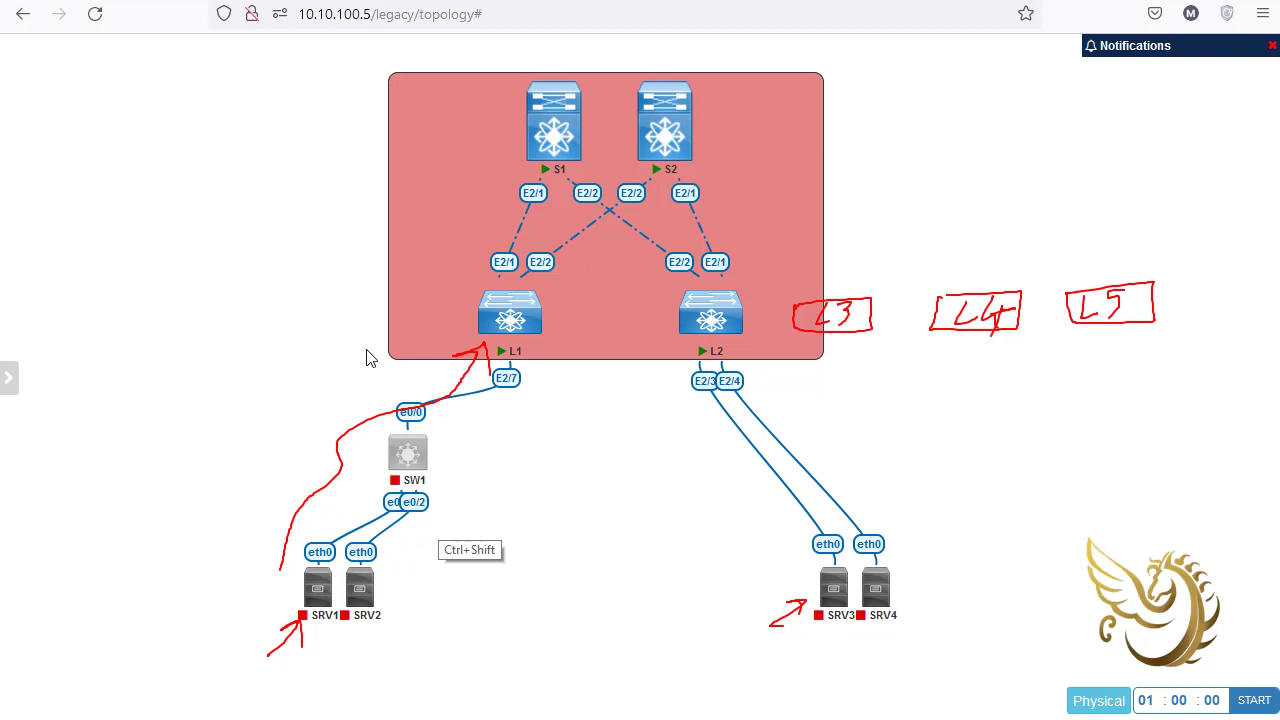 10.10.100.5/legacy/topology#
M
Notifications
S1 S2
E2/1 E2/2 E2/2 E2/1
E2/1 E2/2 E2/2 E2/1
L3 L4 L5
L1 L2
E2/7 E2/3 E2/4
e0/0
SW1
e0 e0/2
eth0 eth0 Ctrl+Shift eth0 eth0
SRV1 SRV2 SRV3 SRV4
Physical 01 : 00 : 00 START